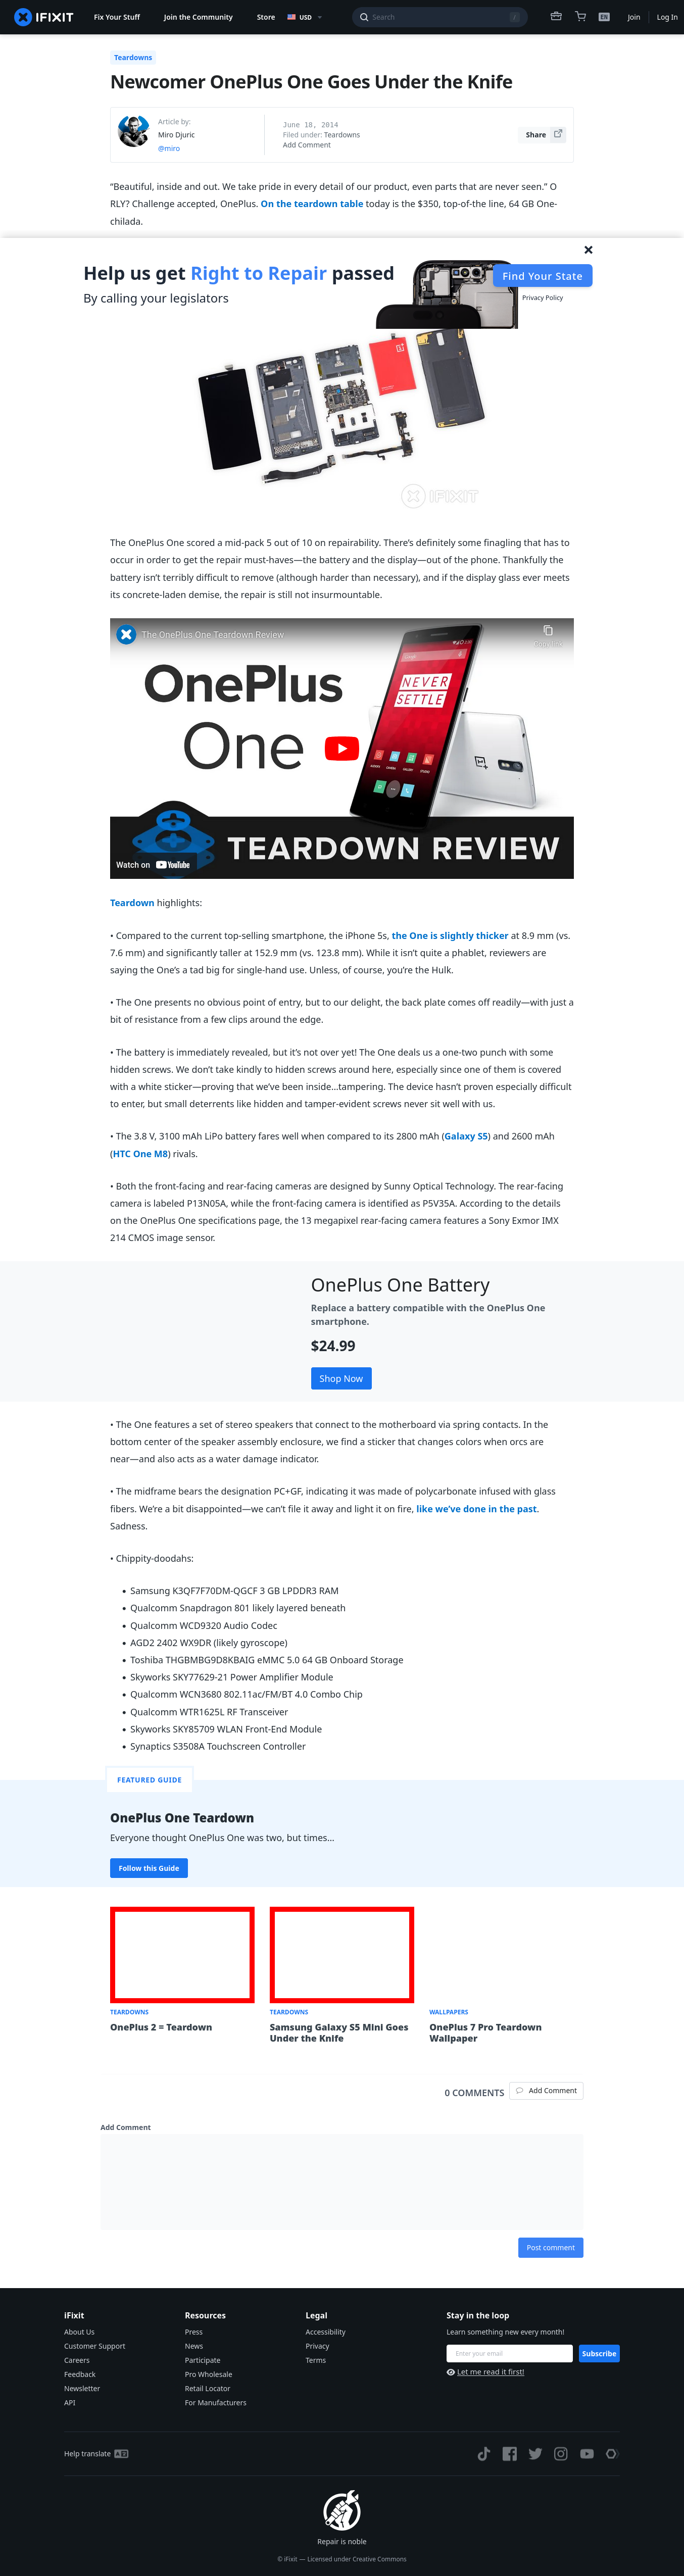 IFIXIT
Fix Your Stuff
Join the Community
Store
USD
Search
/
EN
Join
Log In
Teardowns
Newcomer OnePlus One Goes Under the Knife
Article by:
Miro Djuric
@miro
June 18, 2014
Filed under: Teardowns
Add Comment
Share
“Beautiful, inside and out. We take pride in every detail of our product, even parts that are never seen.” O
RLY? Challenge accepted, OnePlus. On the teardown table today is the $350, top-of-the line, 64 GB One-
chilada.
Help us get Right to Repair passed
By calling your legislators
Find Your State
Privacy Policy
IFIXIT
The OnePlus One scored a mid-pack 5 out of 10 on repairability. There’s definitely some finagling that has to
occur in order to get the repair must-haves—the battery and the display—out of the phone. Thankfully the
battery isn’t terribly difficult to remove (although harder than necessary), and if the display glass ever meets
its concrete-laden demise, the repair is still not insurmountable.
The OnePlus One Teardown Review
OnePlus
One
NEVER
SETTLE
TEARDOWN REVIEW
Watch on YouTube
Teardown highlights:
• Compared to the current top-selling smartphone, the iPhone 5s, the One is slightly thicker at 8.9 mm (vs.
7.6 mm) and significantly taller at 152.9 mm (vs. 123.8 mm). While it isn’t quite a phablet, reviewers are
saying the One’s a tad big for single-hand use. Unless, of course, you’re the Hulk.
• The One presents no obvious point of entry, but to our delight, the back plate comes off readily—with just a
bit of resistance from a few clips around the edge.
• The battery is immediately revealed, but it’s not over yet! The One deals us a one-two punch with some
hidden screws. We don’t take kindly to hidden screws around here, especially since one of them is covered
with a white sticker—proving that we’ve been inside…tampering. The device hasn’t proven especially difficult
to enter, but small deterrents like hidden and tamper-evident screws never sit well with us.
• The 3.8 V, 3100 mAh LiPo battery fares well when compared to its 2800 mAh (Galaxy S5) and 2600 mAh
(HTC One M8) rivals.
• Both the front-facing and rear-facing cameras are designed by Sunny Optical Technology. The rear-facing
camera is labeled P13N05A, while the front-facing camera is identified as P5V35A. According to the details
on the OnePlus One specifications page, the 13 megapixel rear-facing camera features a Sony Exmor IMX
214 CMOS image sensor.
OnePlus One Battery
Replace a battery compatible with the OnePlus One
smartphone.
$24.99
Shop Now
• The One features a set of stereo speakers that connect to the motherboard via spring contacts. In the
bottom center of the speaker assembly enclosure, we find a sticker that changes colors when orcs are
near—and also acts as a water damage indicator.
• The midframe bears the designation PC+GF, indicating it was made of polycarbonate infused with glass
fibers. We’re a bit disappointed—we can’t file it away and light it on fire, like we’ve done in the past.
Sadness.
• Chippity-doodahs:
• Samsung K3QF7F70DM-QGCF 3 GB LPDDR3 RAM
• Qualcomm Snapdragon 801 likely layered beneath
• Qualcomm WCD9320 Audio Codec
• AGD2 2402 WX9DR (likely gyroscope)
• Toshiba THGBMBG9D8KBAIG eMMC 5.0 64 GB Onboard Storage
• Skyworks SKY77629-21 Power Amplifier Module
• Qualcomm WCN3680 802.11ac/FM/BT 4.0 Combo Chip
• Qualcomm WTR1625L RF Transceiver
• Skyworks SKY85709 WLAN Front-End Module
• Synaptics S3508A Touchscreen Controller
FEATURED GUIDE
OnePlus One Teardown
Everyone thought OnePlus One was two, but times...
Follow this Guide
TEARDOWNS
OnePlus 2 = Teardown
TEARDOWNS
Samsung Galaxy S5 Mini Goes
Under the Knife
WALLPAPERS
OnePlus 7 Pro Teardown
Wallpaper
0 COMMENTS
Add Comment
Add Comment
Post comment
iFixit
About Us
Customer Support
Careers
Feedback
Newsletter
API
Resources
Press
News
Participate
Pro Wholesale
Retail Locator
For Manufacturers
Legal
Accessibility
Privacy
Terms
Stay in the loop
Learn something new every month!
Enter your email
Subscribe
Let me read it first!
Help translate
Repair is noble
© iFixit — Licensed under Creative Commons